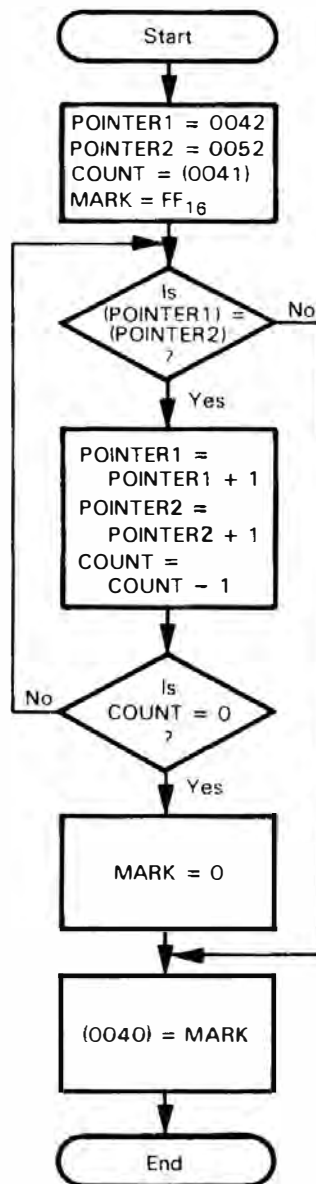 Start
POINTER1 = 0042
POINTER2 = 0052
COUNT = (0041)
MARK = FF16
Is
(POINTER1) =
(POINTER2)
?
No
Yes
POINTER1 =
POINTER1 + 1
POINTER2 =
POINTER2 + 1
COUNT =
COUNT - 1
Is
COUNT = 0
?
No
Yes
MARK = 0
(0040) = MARK
End